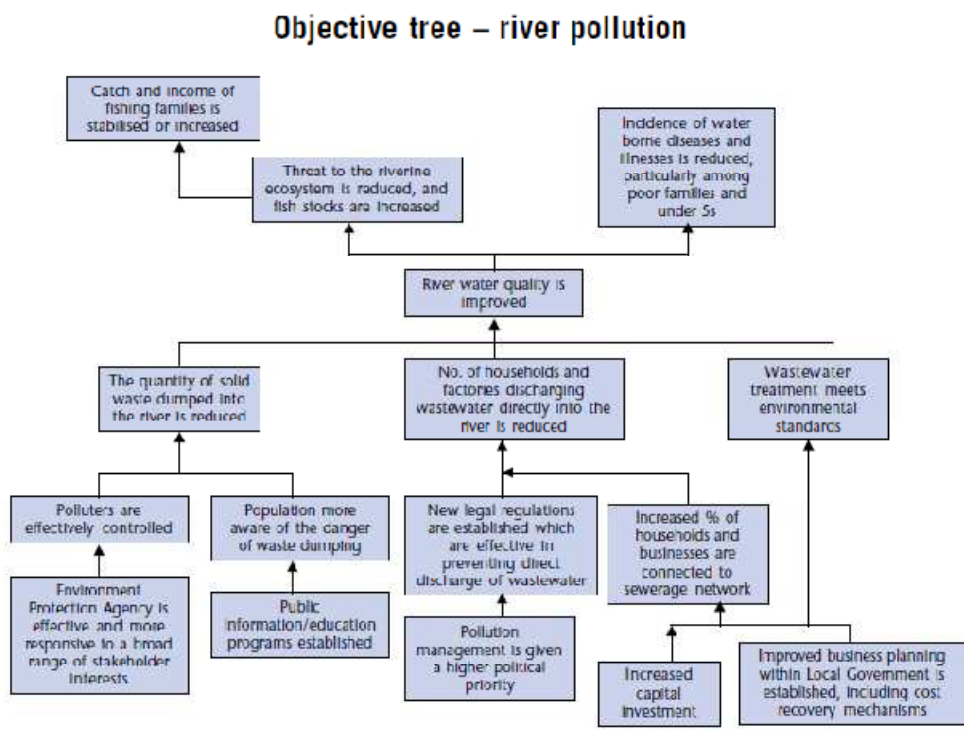 Objective tree – river pollution
Catch and income of
fishing families is
stabilised or increased
Incidence of water
borne diseases and
illnesses is reduced,
particularly among
poor families and
under 5s
Threat to the riverine
ecosystem is reduced, and
fish stocks are increased
River water quality is
improved
The quantity of solid
waste dumped into
the river is reduced
No. of households and
factories discharging
wastewater directly into the
river is reduced
Wastewater
treatment meets
environmental
standards
Polluters are
effectively controlled
Population more
aware of the danger
of waste dumping
New legal regulations
are established which
are effective in
preventing direct
discharge of wastewater
Increased % of
households and
businesses are
connected to
sewerage network
Environment
Protection Agency is
effective and more
responsive to a broad
range of stakeholder
interests
Public
information/education
programs established
Pollution
management is given
a higher political
priority
Increased
capital
investment
Improved business planning
within Local Government is
established, including cost
recovery mechanisms